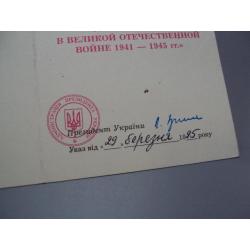 В ВЕЛИКОЙ ОТЕЧЕСТВЕННОЙ
ВОЙНЕ 1941 — 1945 гг.»
Президент України
Указ від „29„ березня 1995 року